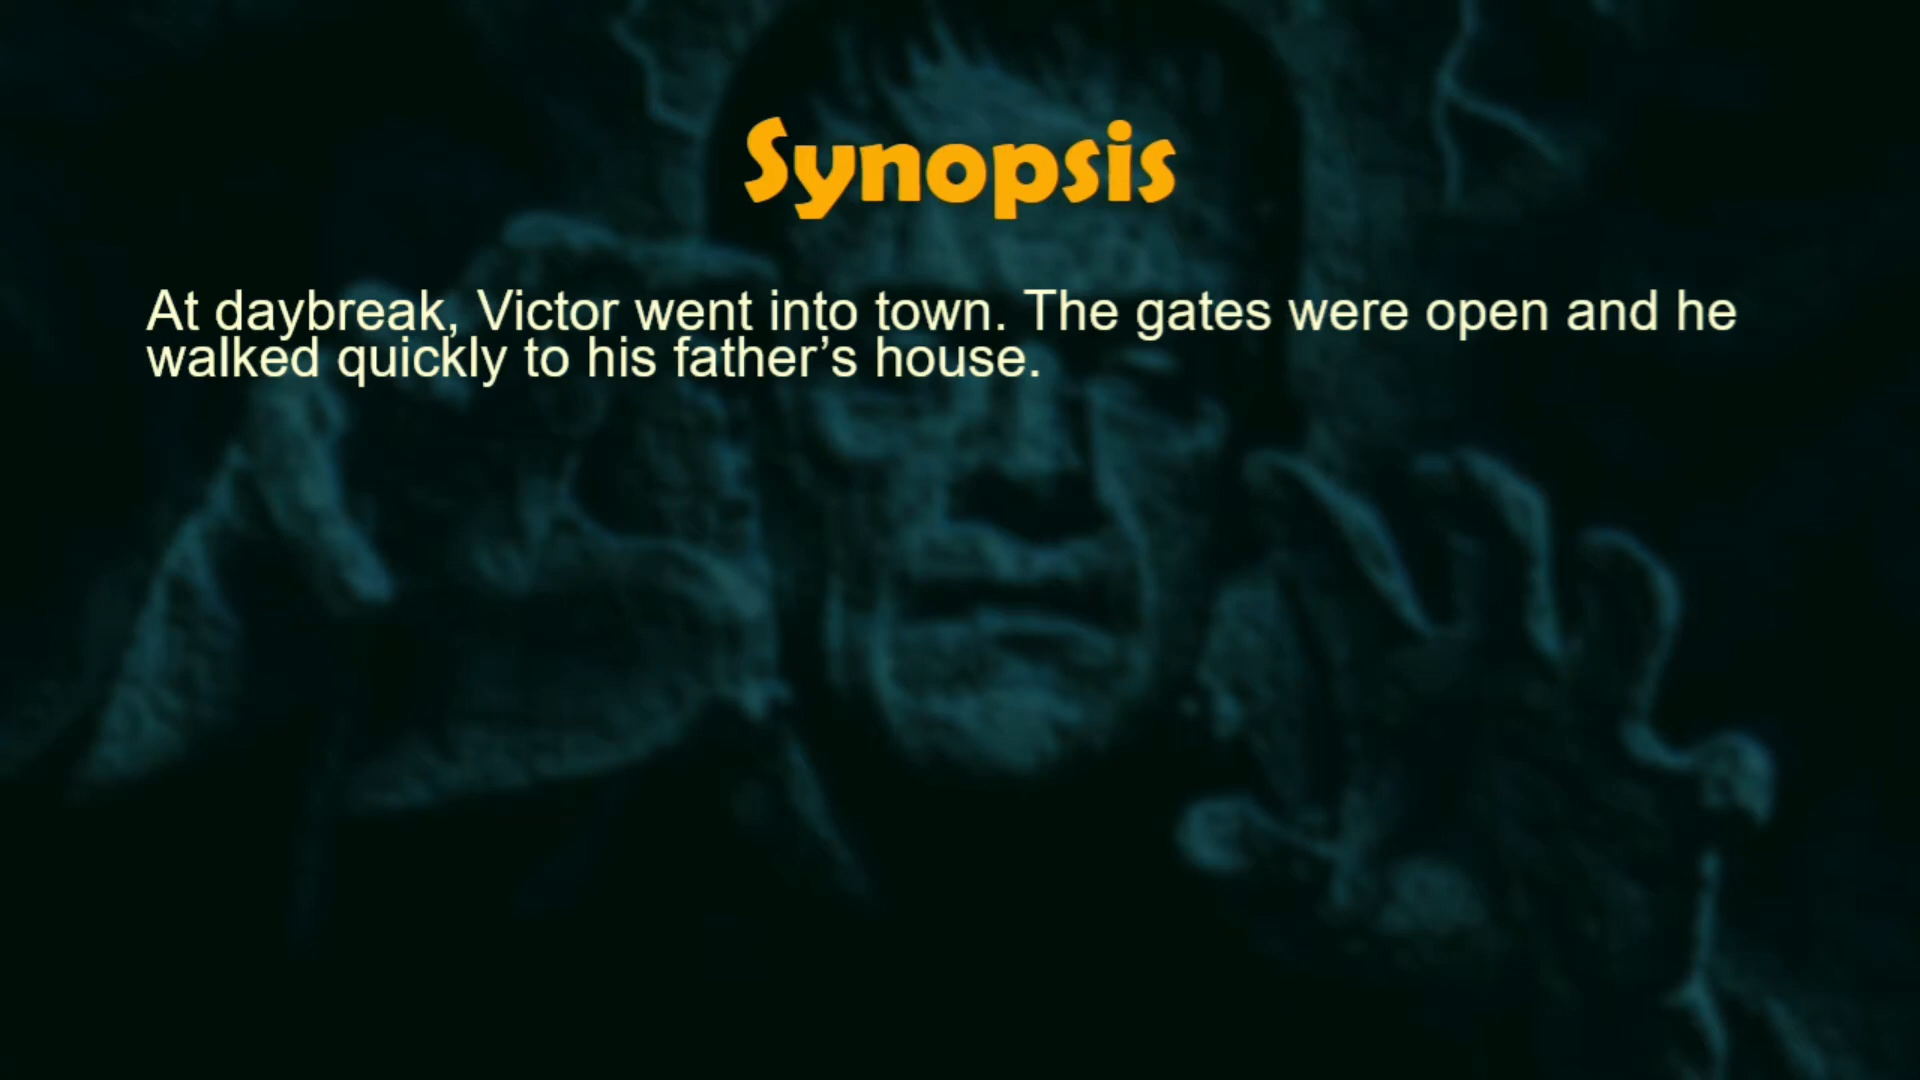 Synopsis
At daybreak, Victor went into town. The gates were open and he
walked quickly to his father’s house.